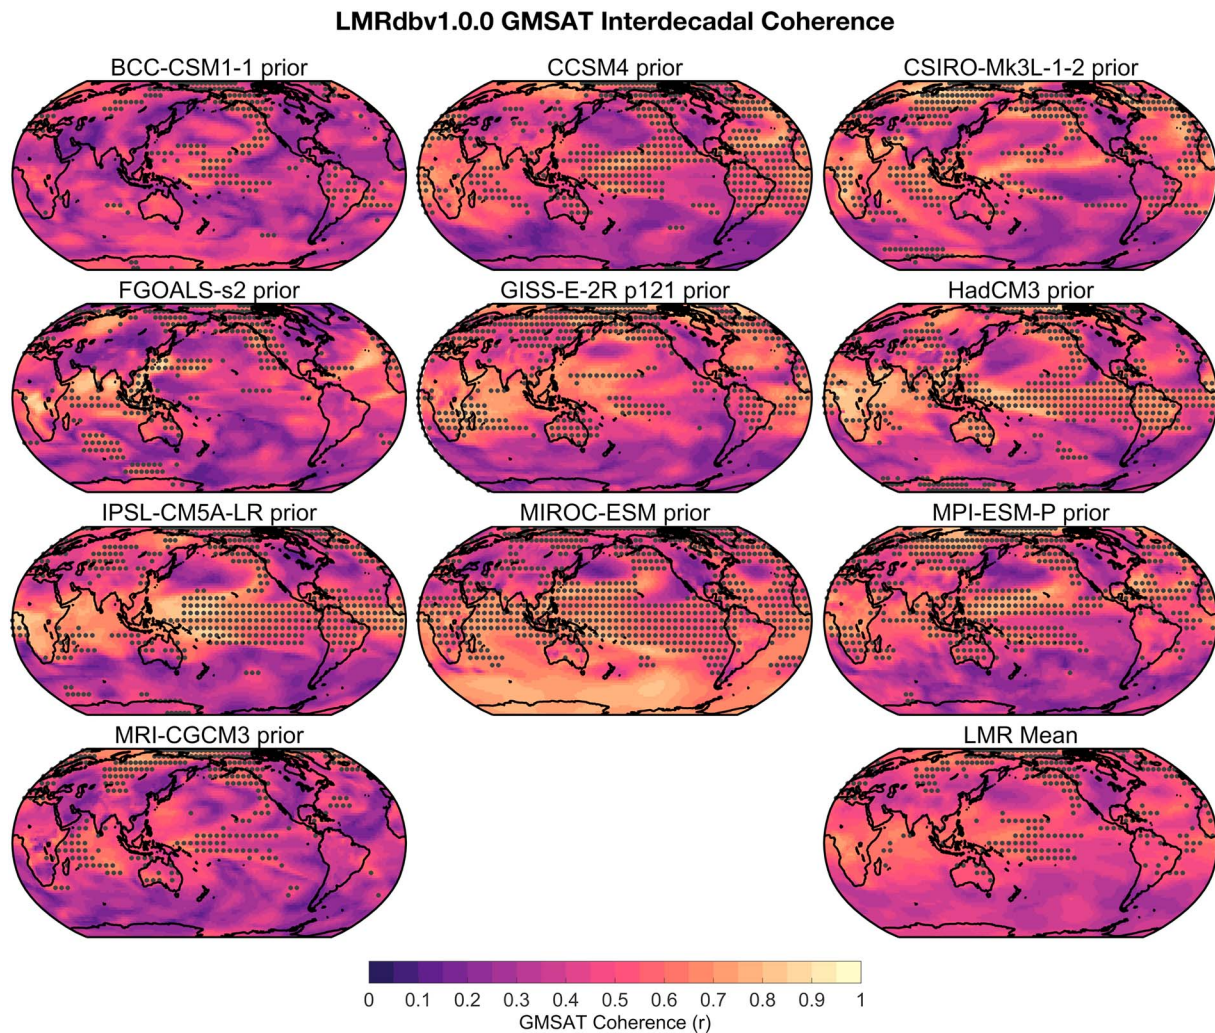 LMRdbv1.0.0 GMSAT Interdecadal Coherence
BCC-CSM1-1 prior
CCSM4 prior
CSIRO-Mk3L-1-2 prior
FGOALS-s2 prior
GISS-E-2R p121 prior
HadCM3 prior
IPSL-CM5A-LR prior
MIROC-ESM prior
MPI-ESM-P prior
MRI-CGCM3 prior
LMR Mean
0 0.1 0.2 0.3 0.4 0.5 0.6 0.7 0.8 0.9 1
GMSAT Coherence (r)